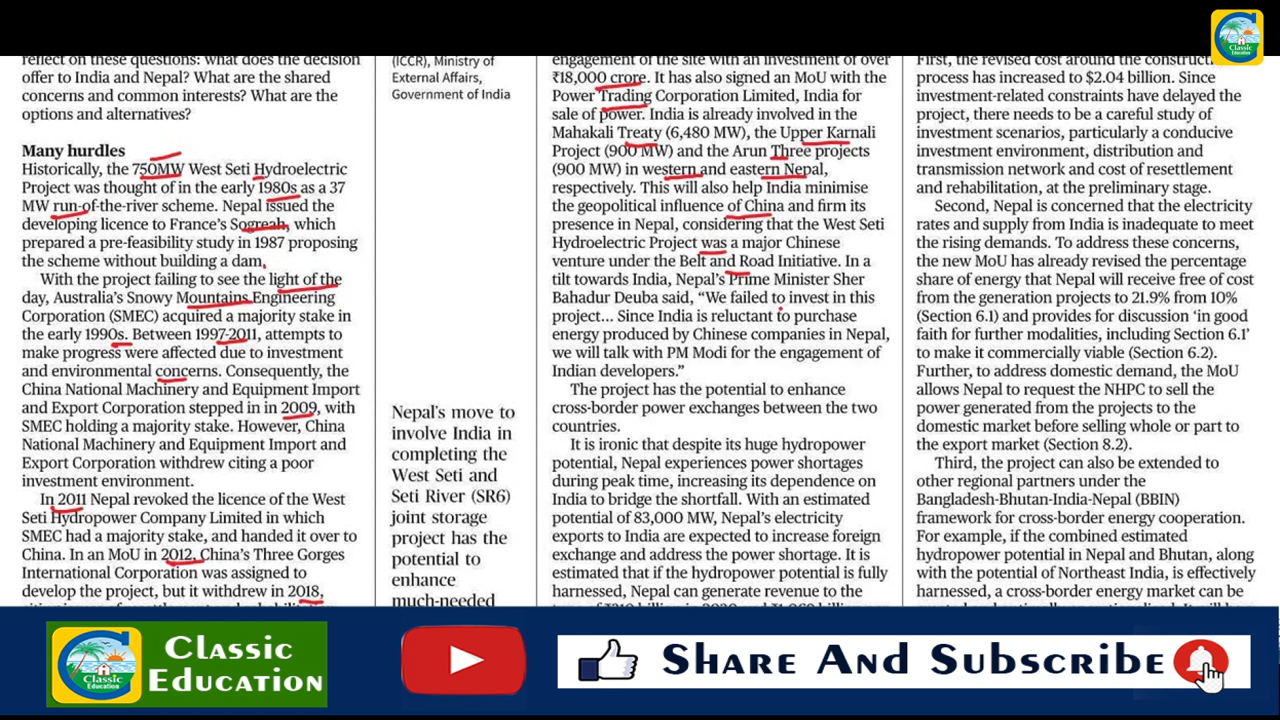 reflect on these questions: what does the decision
offer to India and Nepal? What are the shared
concerns and common interests? What are the
options and alternatives?
Many hurdles
Historically, the 750MW West Seti Hydroelectric
Project was thought of in the early 1980s as a 37
MW run-of-the-river scheme. Nepal issued the
developing licence to France's Sogreah, which
prepared a pre-feasibility study in 1987 proposing
the scheme without building a dam.
With the project failing to see the light of the
day, Australia's Snowy Mountains Engineering
Corporation (SMEC) acquired a majority stake in
the early 1990s. Between 1997-2011, attempts to
make progress were affected due to investment
and environmental concerns. Consequently, the
China National Machinery and Equipment Import
and Export Corporation stepped in in 2009, with
SMEC holding a majority stake. However, China
National Machinery and Equipment Import and
Export Corporation withdrew citing a poor
investment environment.
In 2011 Nepal revoked the licence of the West
Seti Hydropower Company Limited in which
SMEC had a majority stake, and handed it over to
China. In an MoU in 2012, China's Three Gorges
International Corporation was assigned to
develop the project, but it withdrew in 2018,
(ICCR), Ministry of
External Affairs,
Government of India
Nepal's move to
involve India in
completing the
West Seti and
Seti River (SR6)
joint storage
project has the
potential to
enhance
much-needed
engagement of the site with an investment of over
₹18,000 crore. It has also signed an MoU with the
Power Trading Corporation Limited, India for
sale of power. India is already involved in the
Mahakali Treaty (6,480 MW), the Upper Karnali
Project (900 MW) and the Arun Three projects
(900 MW) in western and eastern Nepal,
respectively. This will also help India minimise
the geopolitical influence of China and firm its
presence in Nepal, considering that the West Seti
Hydroelectric Project was a major Chinese
venture under the Belt and Road Initiative. In a
tilt towards India, Nepal's Prime Minister Sher
Bahadur Deuba said, “We failed to invest in this
project... Since India is reluctant to purchase
energy produced by Chinese companies in Nepal,
we will talk with PM Modi for the engagement of
Indian developers.”
The project has the potential to enhance
cross-border power exchanges between the two
countries.
It is ironic that despite its huge hydropower
potential, Nepal experiences power shortages
during peak time, increasing its dependence on
India to bridge the shortfall. With an estimated
potential of 83,000 MW, Nepal's electricity
exports to India are expected to increase foreign
exchange and address the power shortage. It is
estimated that if the hydropower potential is fully
harnessed, Nepal can generate revenue to the
First, the revised cost around the
process has increased to $2.04 billion. Since
investment-related constraints have delayed the
project, there needs to be a careful study of
investment scenarios, particularly a conducive
investment environment, distribution and
transmission network and cost of resettlement
and rehabilitation, at the preliminary stage.
Second, Nepal is concerned that the electricity
rates and supply from India is inadequate to meet
the rising demands. To address these concerns,
the new MoU has already revised the percentage
share of energy that Nepal will receive free of cost
from the generation projects to 21.9% from 10%
(Section 6.1) and provides for discussion ‘in good
faith for further modalities, including Section 6.1’
to make it commercially viable (Section 6.2).
Further, to address domestic demand, the MoU
allows Nepal to request the NHPC to sell the
power generated from the projects to the
domestic market before selling whole or part to
the export market (Section 8.2).
Third, the project can also be extended to
other regional partners under the
Bangladesh-Bhutan-India-Nepal (BBIN)
framework for cross-border energy cooperation.
For example, if the combined estimated
hydropower potential in Nepal and Bhutan, along
with the potential of Northeast India, is effectively
harnessed, a cross-border energy market can be
Classic
Education
Classic
Education
Classic
Education
Share And Subscribe